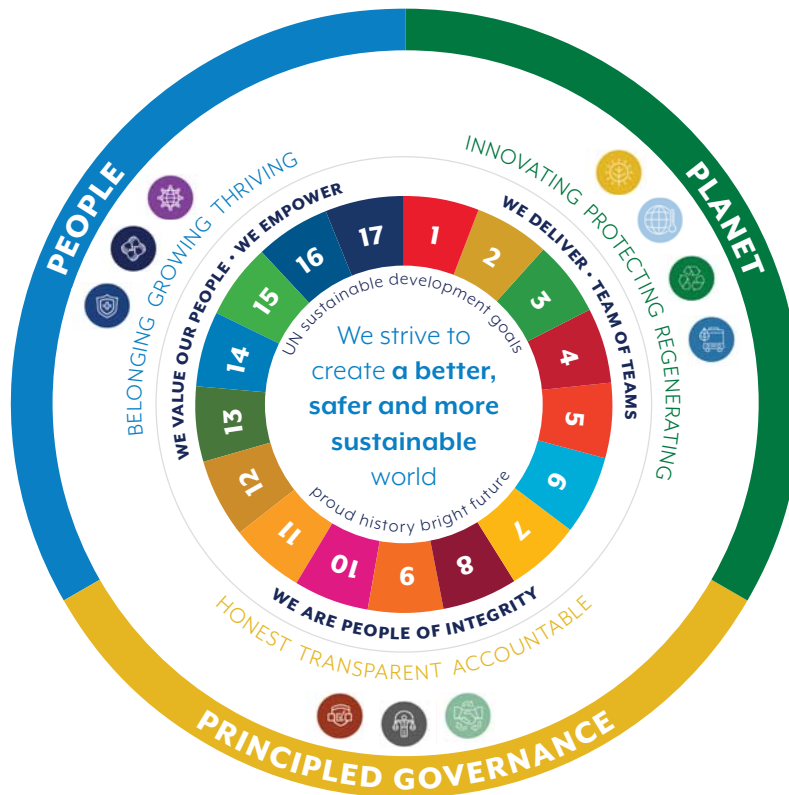 PEOPLE
PLANET
PRINCIPLED GOVERNANCE
BELONGING GROWING THRIVING
INNOVATING PROTECTING REGENERATING
HONEST TRANSPARENT ACCOUNTABLE
WE VALUE OUR PEOPLE • WE EMPOWER
WE DELIVER • TEAM OF TEAMS
WE ARE PEOPLE OF INTEGRITY
1
2
3
4
5
6
7
8
9
10
11
12
13
14
15
16
17
UN sustainable development goals
We strive to
create a better,
safer and more
sustainable
world
proud history bright future